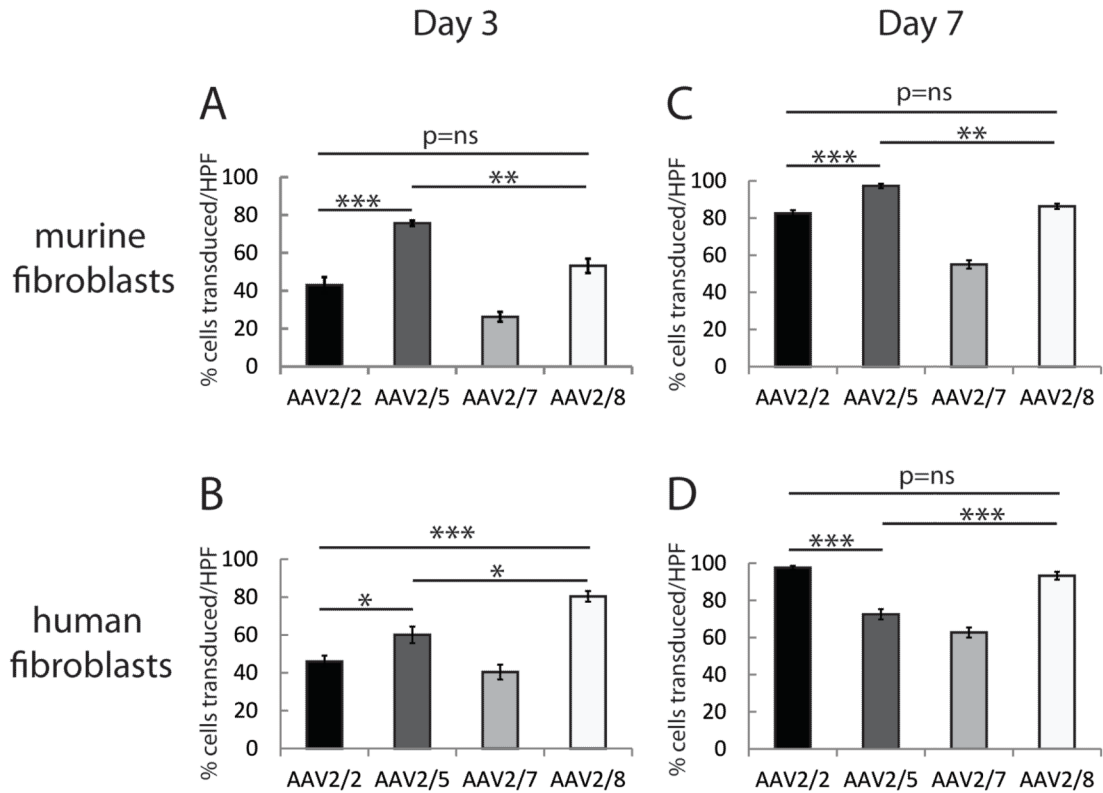 Day 3
Day 7
murine
fibroblasts
human
fibroblasts
A
p=ns
***
**
% cells transduced/HPF
100
80
60
40
20
0
AAV2/2 AAV2/5 AAV2/7 AAV2/8
C
p=ns
***
**
% cells transduced/HPF
100
80
60
40
20
0
AAV2/2 AAV2/5 AAV2/7 AAV2/8
B
***
*
*
% cells transduced/HPF
100
80
60
40
20
0
AAV2/2 AAV2/5 AAV2/7 AAV2/8
D
p=ns
***
***
% cells transduced/HPF
100
80
60
40
20
0
AAV2/2 AAV2/5 AAV2/7 AAV2/8